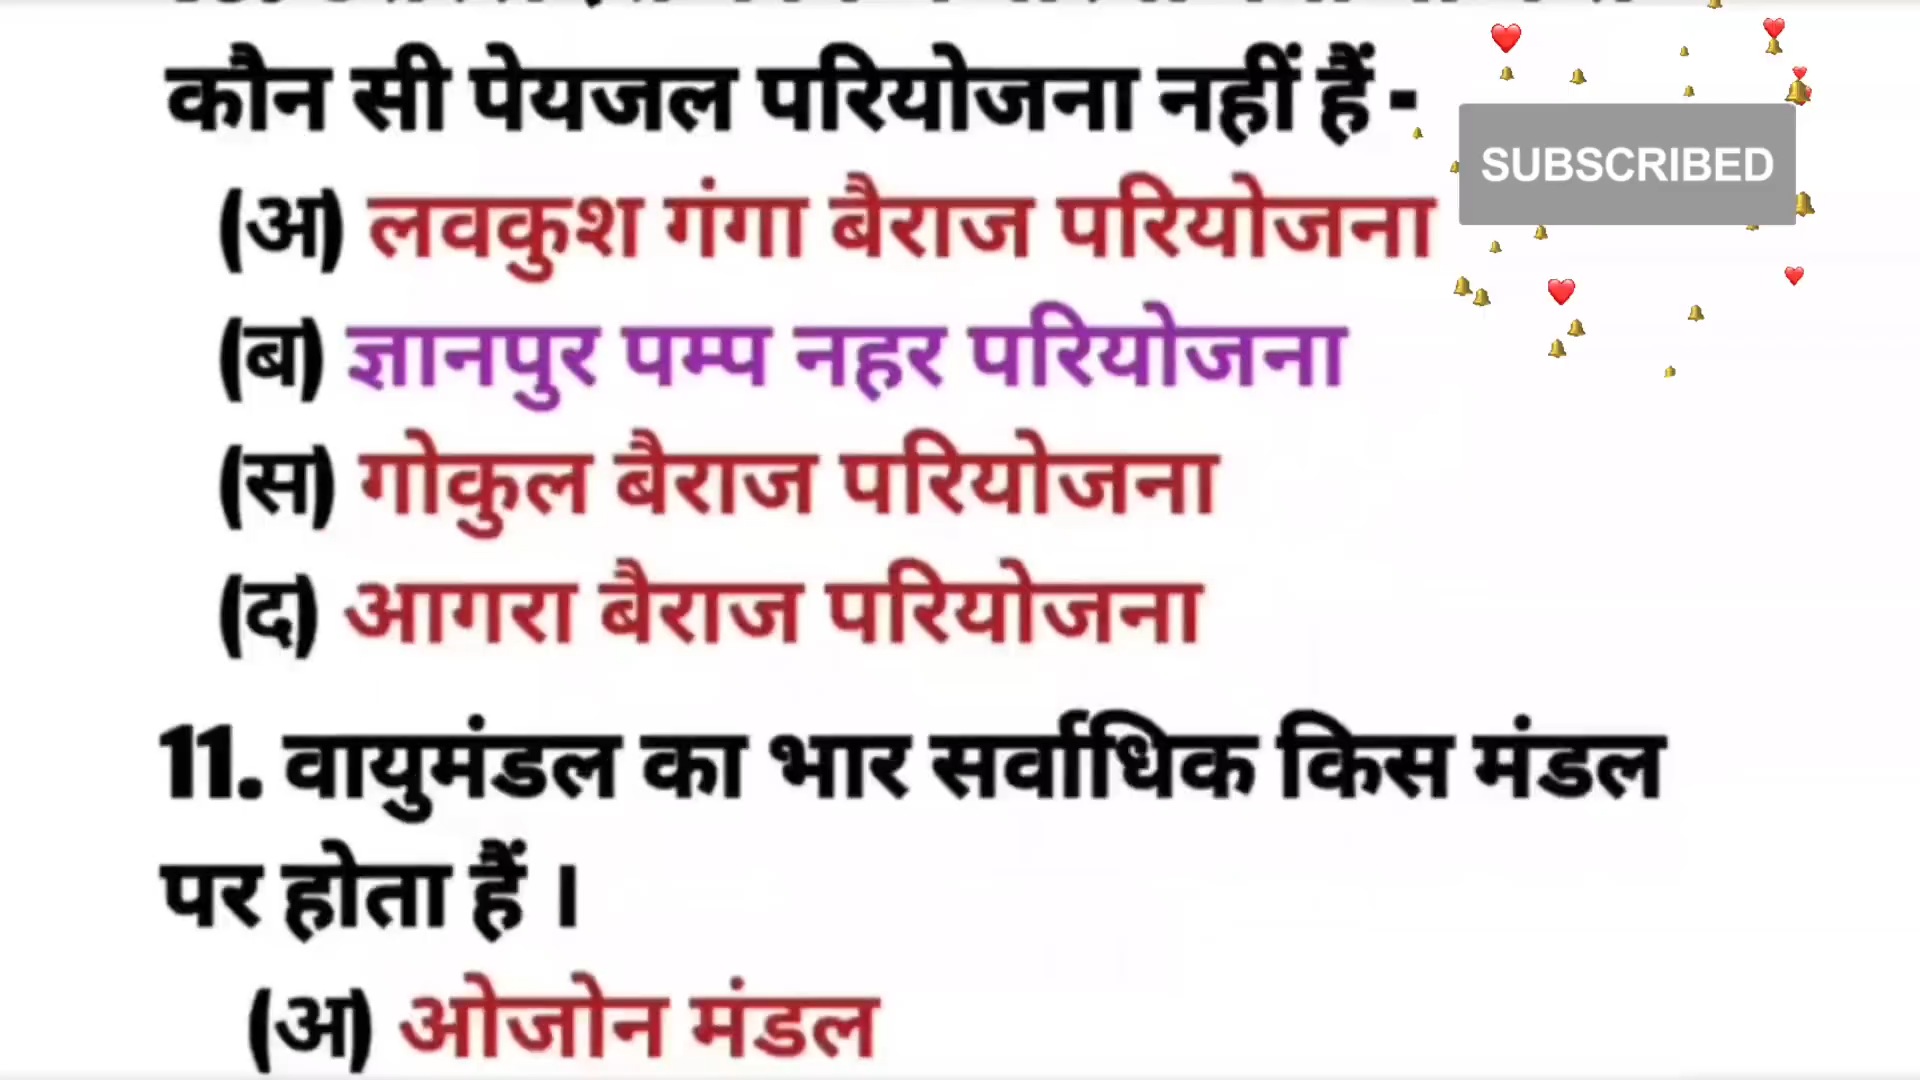 कौन सी पेयजल परियोजना नहीं हैं -
SUBSCRIBED
(अ) लवकुश गंगा बैराज परियोजना
(ब) ज्ञानपुर पम्प नहर परियोजना
(स) गोकुल बैराज परियोजना
(द) आगरा बैराज परियोजना
11. वायुमंडल का भार सर्वाधिक किस मंडल
पर होता हैं ।
(अ) ओजोन मंडल